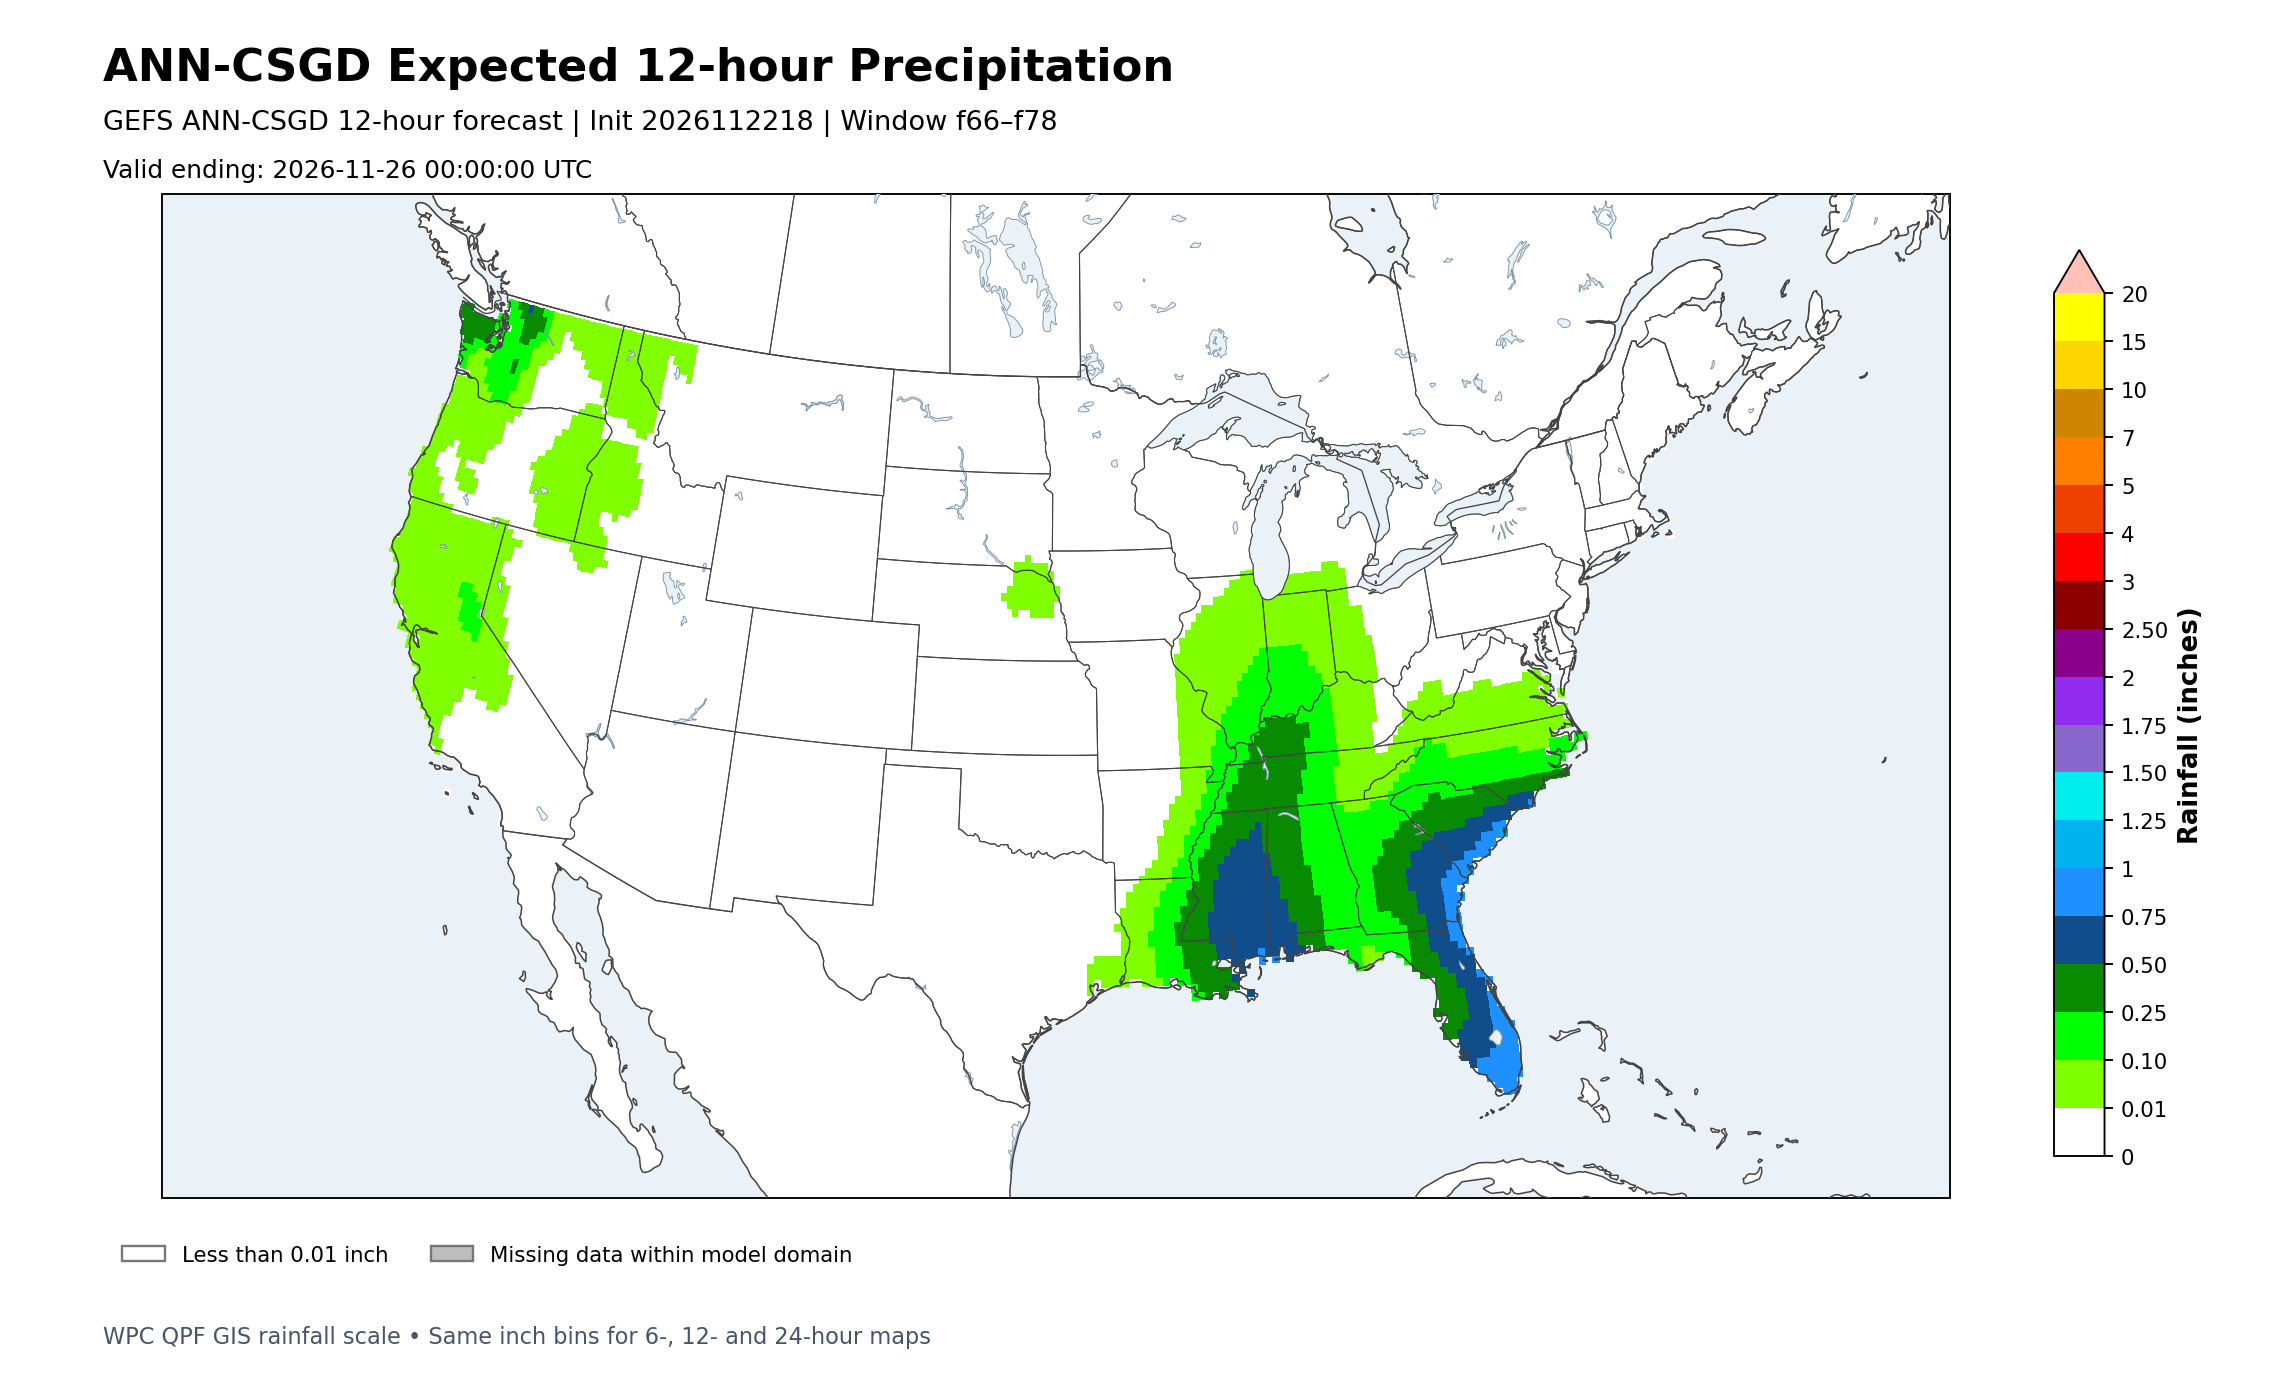 ANN-CSGD Expected 12-hour Precipitation
GEFS ANN-CSGD 12-hour forecast | Init 2026112218 | Window f66–f78
Valid ending: 2026-11-26 00:00:00 UTC
20
15
10
7
5
4
3
2.50
2
1.75
1.50
1.25
1
0.75
0.50
0.25
0.10
0.01
0
Rainfall (inches)
Less than 0.01 inch
Missing data within model domain
WPC QPF GIS rainfall scale • Same inch bins for 6-, 12- and 24-hour maps